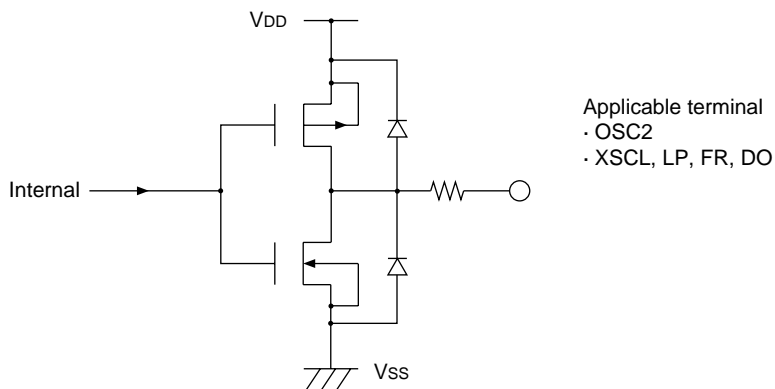 VDD
Applicable terminal
· OSC2
· XSCL, LP, FR, DO
Internal
VSS